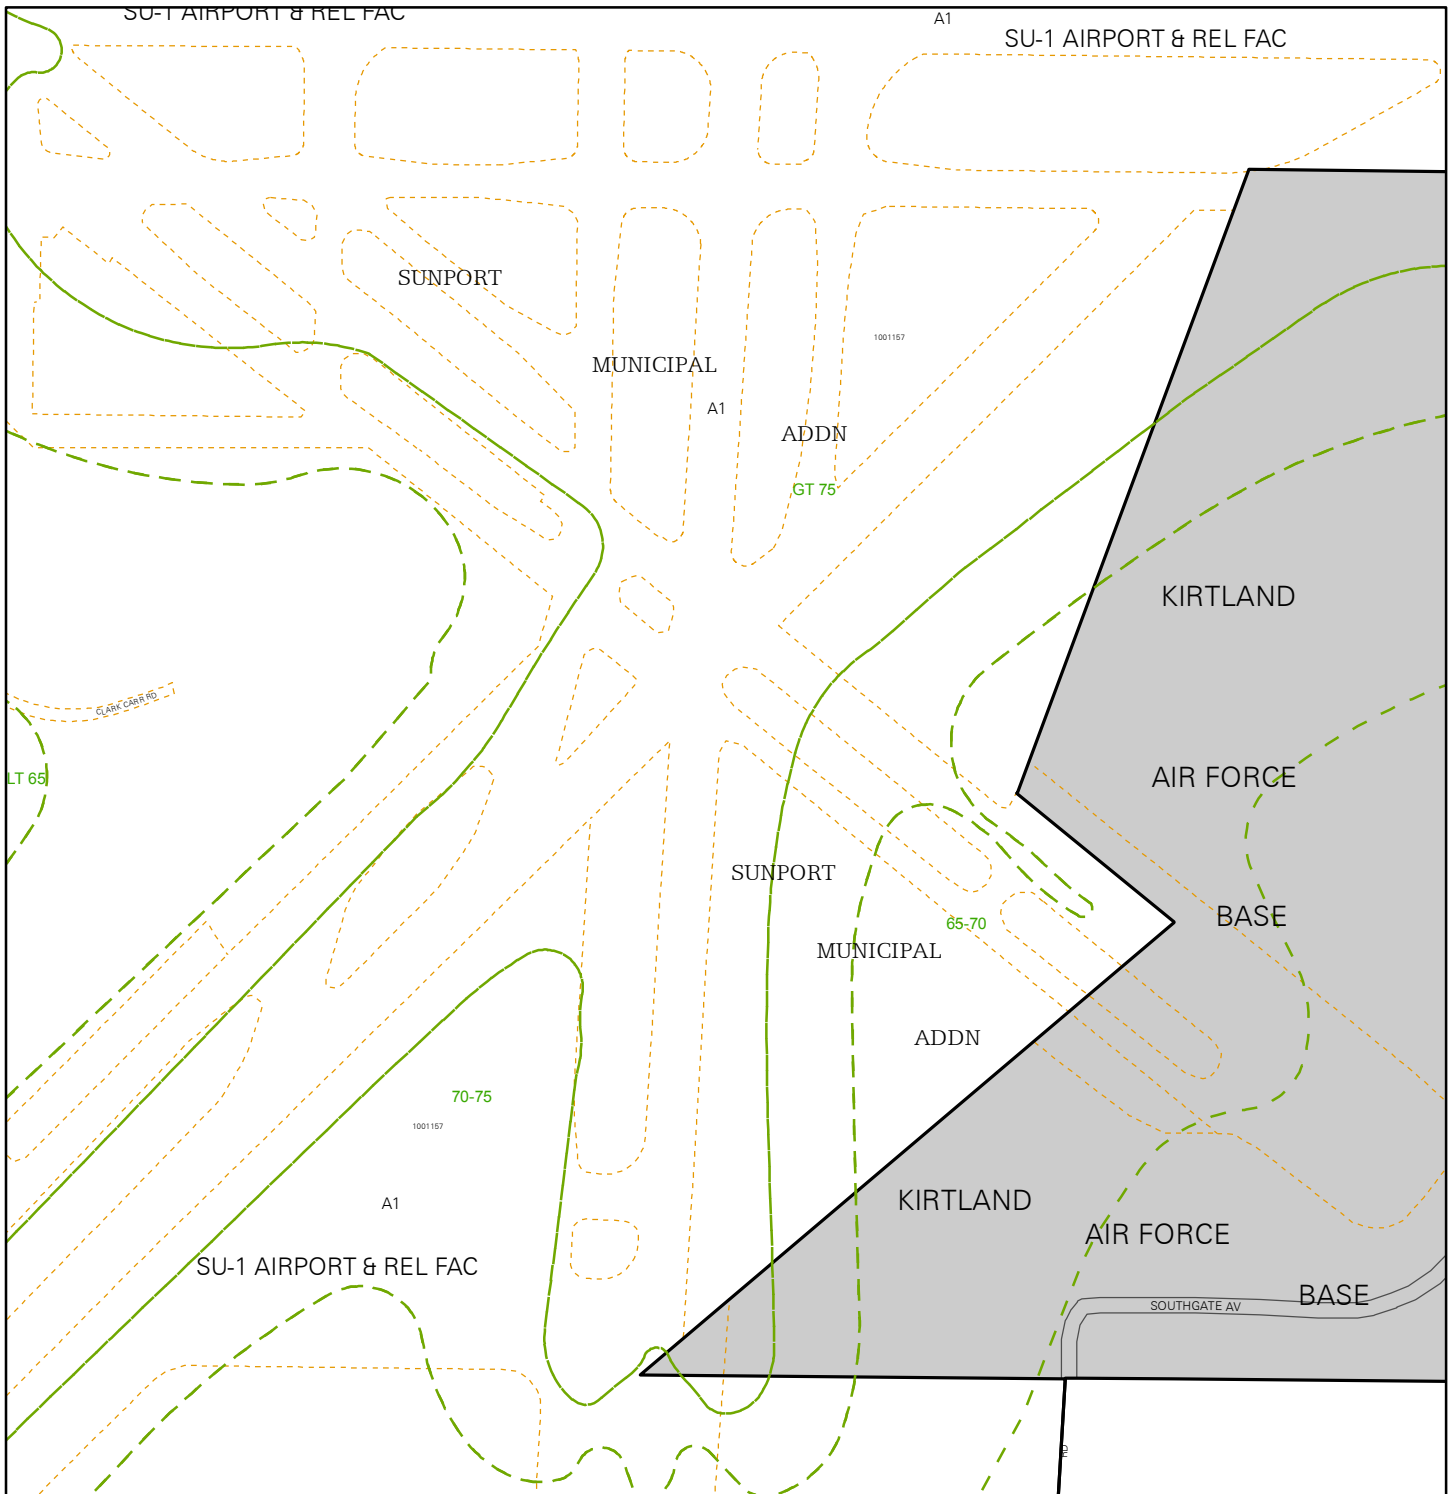 SU-1 AIRPORT & REL FAC
A1
SU-1 AIRPORT & REL FAC
SUNPORT
1001157
MUNICIPAL
A1
ADDN
GT 75
KIRTLAND
CLARK CARR RD
LT 65
AIR FORCE
SUNPORT
BASE
65-70
MUNICIPAL
ADDN
70-75
1001157
A1
KIRTLAND
AIR FORCE
SU-1 AIRPORT & REL FAC
BASE
SOUTHGATE AV